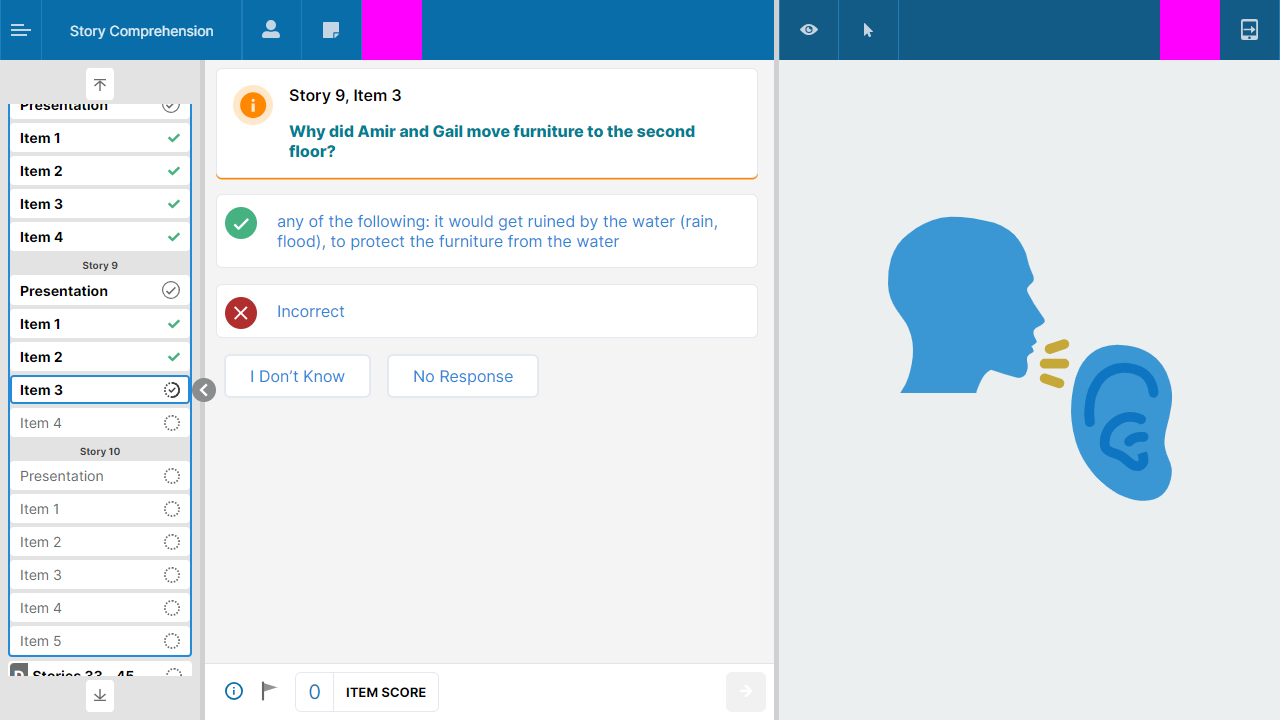 Story Comprehension
Presentation
Item 1
Item 2
Item 3
Item 4
Story 9
Presentation
Item 1
Item 2
Item 3
Item 4
Story 10
Presentation
Item 1
Item 2
Item 3
Item 4
Item 5
Stories 33 - 45
Story 9, Item 3
Why did Amir and Gail move furniture to the second
floor?
any of the following: it would get ruined by the water (rain,
flood), to protect the furniture from the water
Incorrect
I Don’t Know
No Response
0 ITEM SCORE